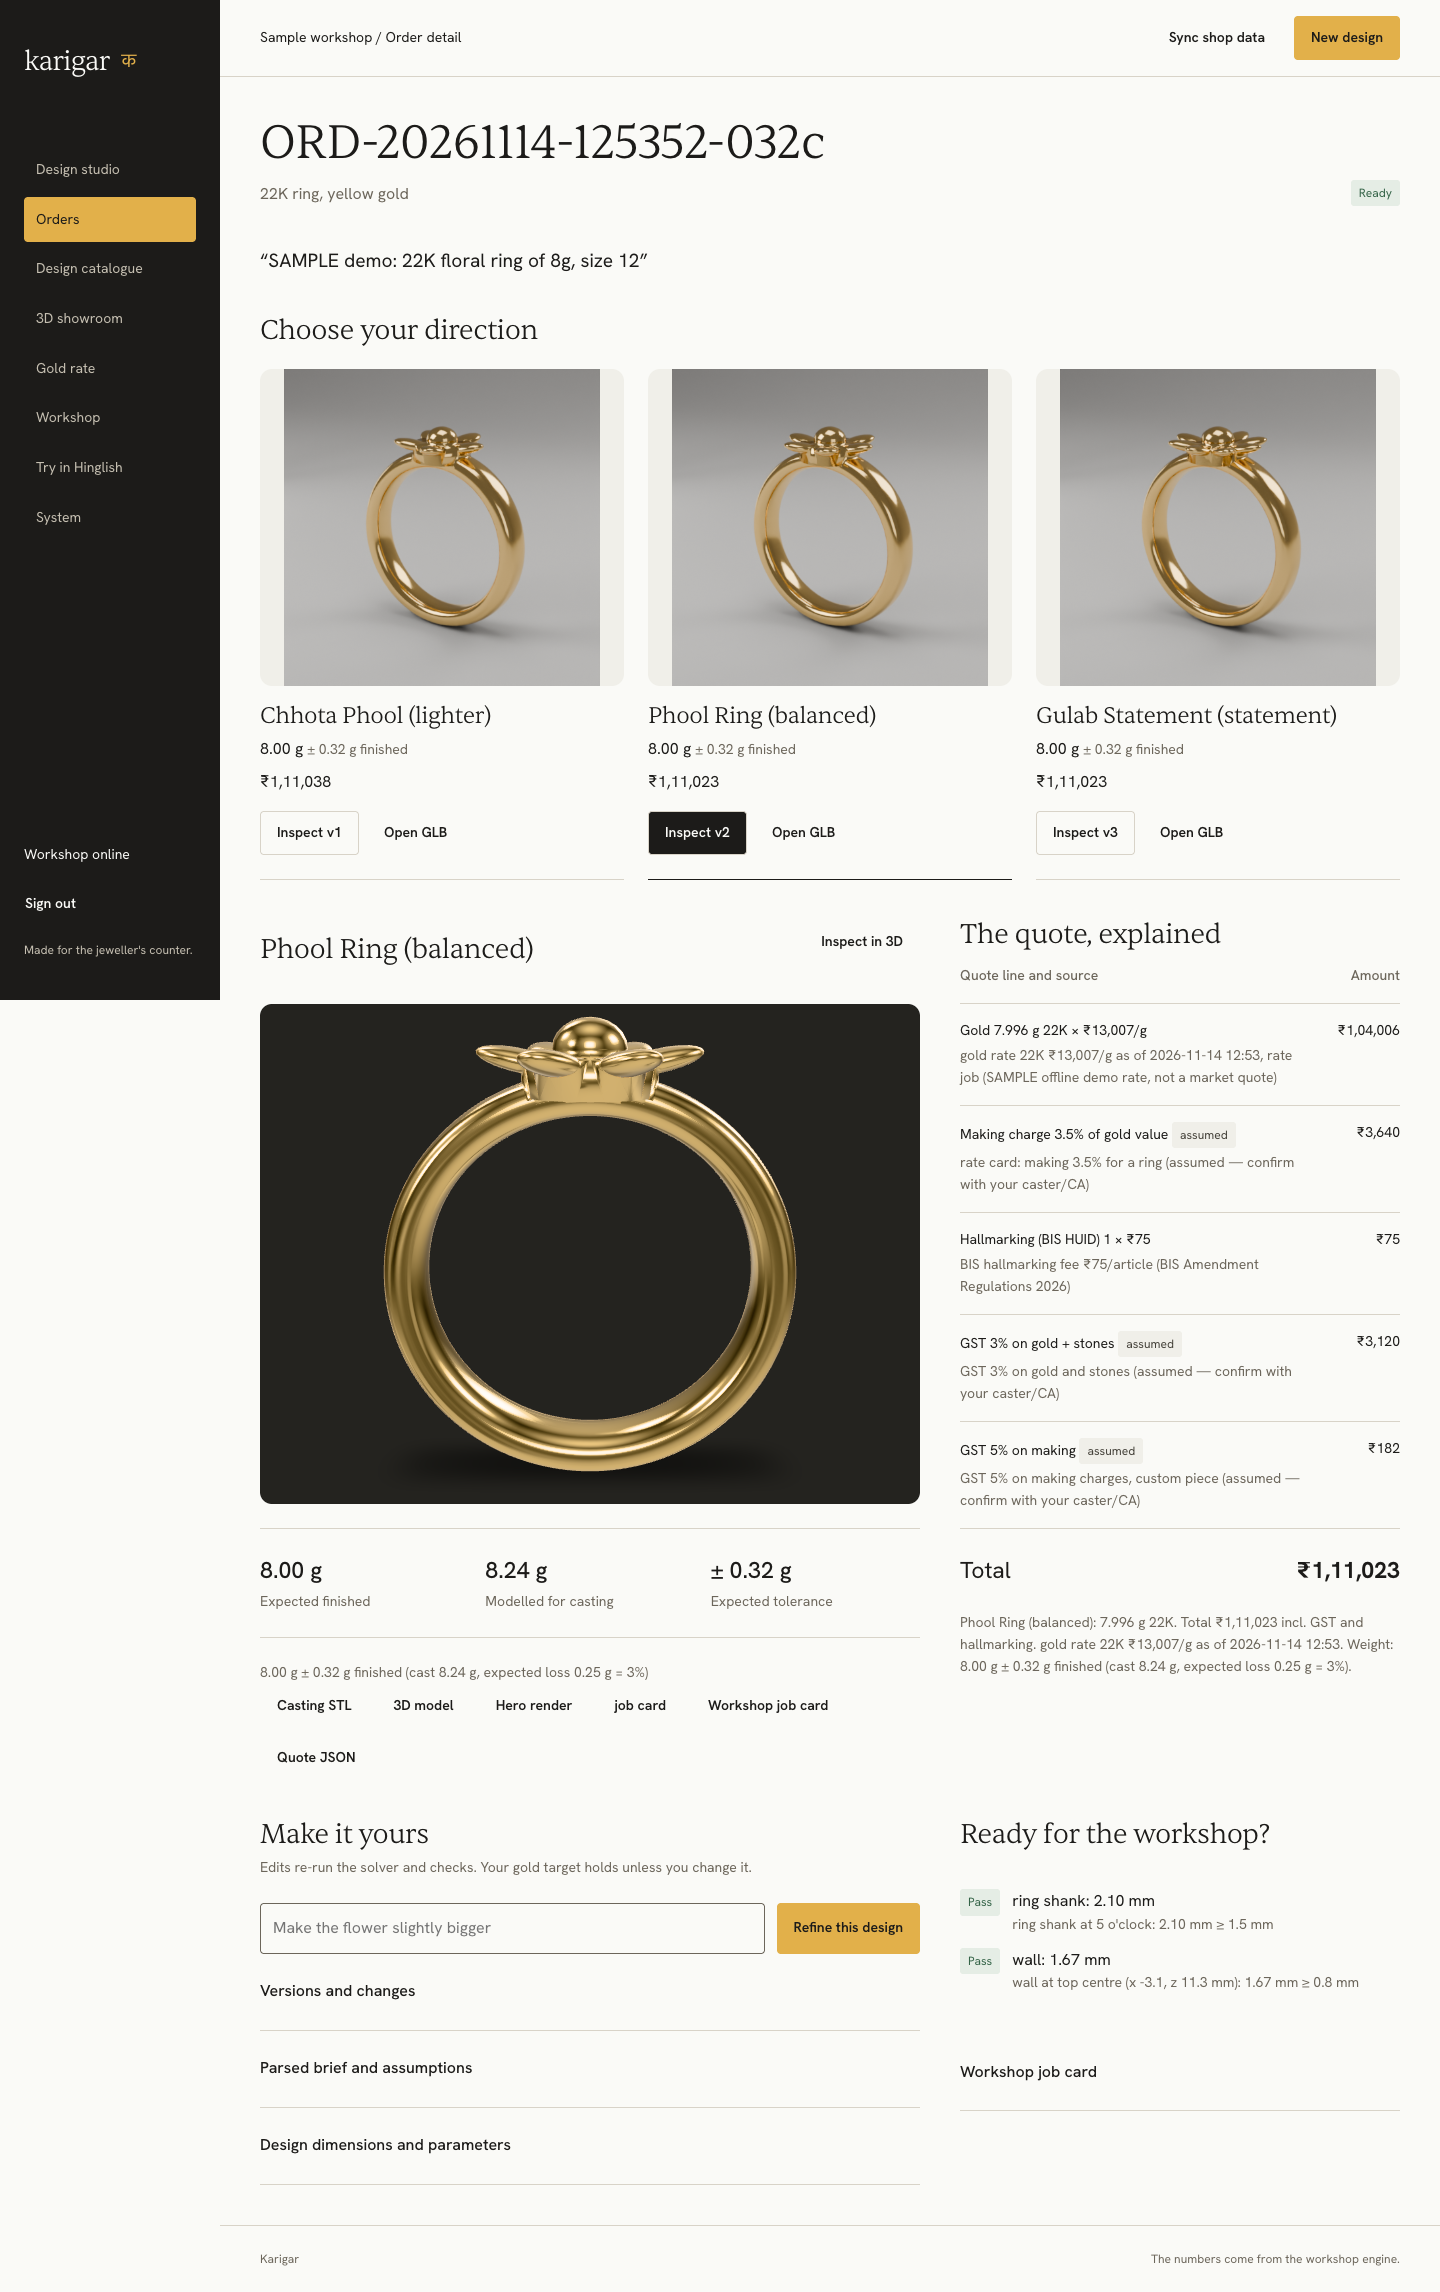 karigar क
Design studio
Orders
Design catalogue
3D showroom
Gold rate
Workshop
Try in Hinglish
System
Workshop online
Sign out
Made for the jeweller's counter.
Sample workshop / Order detail
Sync shop data
New design
ORD-20261114-125352-032c
22K ring, yellow gold
Ready
“SAMPLE demo: 22K floral ring of 8g, size 12”
Choose your direction
Chhota Phool (lighter)
8.00 g ± 0.32 g finished
₹1,11,038
Inspect v1
Open GLB
Phool Ring (balanced)
8.00 g ± 0.32 g finished
₹1,11,023
Inspect v2
Open GLB
Gulab Statement (statement)
8.00 g ± 0.32 g finished
₹1,11,023
Inspect v3
Open GLB
Phool Ring (balanced)
Inspect in 3D
8.00 g
Expected finished
8.24 g
Modelled for casting
± 0.32 g
Expected tolerance
8.00 g ± 0.32 g finished (cast 8.24 g, expected loss 0.25 g = 3%)
Casting STL
3D model
Hero render
job card
Workshop job card
Quote JSON
The quote, explained
Quote line and source
Amount
Gold 7.996 g 22K × ₹13,007/g
₹1,04,006
gold rate 22K ₹13,007/g as of 2026-11-14 12:53, rate
job (SAMPLE offline demo rate, not a market quote)
Making charge 3.5% of gold value assumed
₹3,640
rate card: making 3.5% for a ring (assumed — confirm
with your caster/CA)
Hallmarking (BIS HUID) 1 × ₹75
₹75
BIS hallmarking fee ₹75/article (BIS Amendment
Regulations 2026)
GST 3% on gold + stones assumed
₹3,120
GST 3% on gold and stones (assumed — confirm with
your caster/CA)
GST 5% on making assumed
₹182
GST 5% on making charges, custom piece (assumed —
confirm with your caster/CA)
Total
₹1,11,023
Phool Ring (balanced): 7.996 g 22K. Total ₹1,11,023 incl. GST and
hallmarking. gold rate 22K ₹13,007/g as of 2026-11-14 12:53. Weight:
8.00 g ± 0.32 g finished (cast 8.24 g, expected loss 0.25 g = 3%).
Make it yours
Edits re-run the solver and checks. Your gold target holds unless you change it.
Make the flower slightly bigger
Refine this design
Versions and changes
Parsed brief and assumptions
Design dimensions and parameters
Ready for the workshop?
Pass
ring shank: 2.10 mm
ring shank at 5 o'clock: 2.10 mm ≥ 1.5 mm
Pass
wall: 1.67 mm
wall at top centre (x -3.1, z 11.3 mm): 1.67 mm ≥ 0.8 mm
Workshop job card
Karigar
The numbers come from the workshop engine.